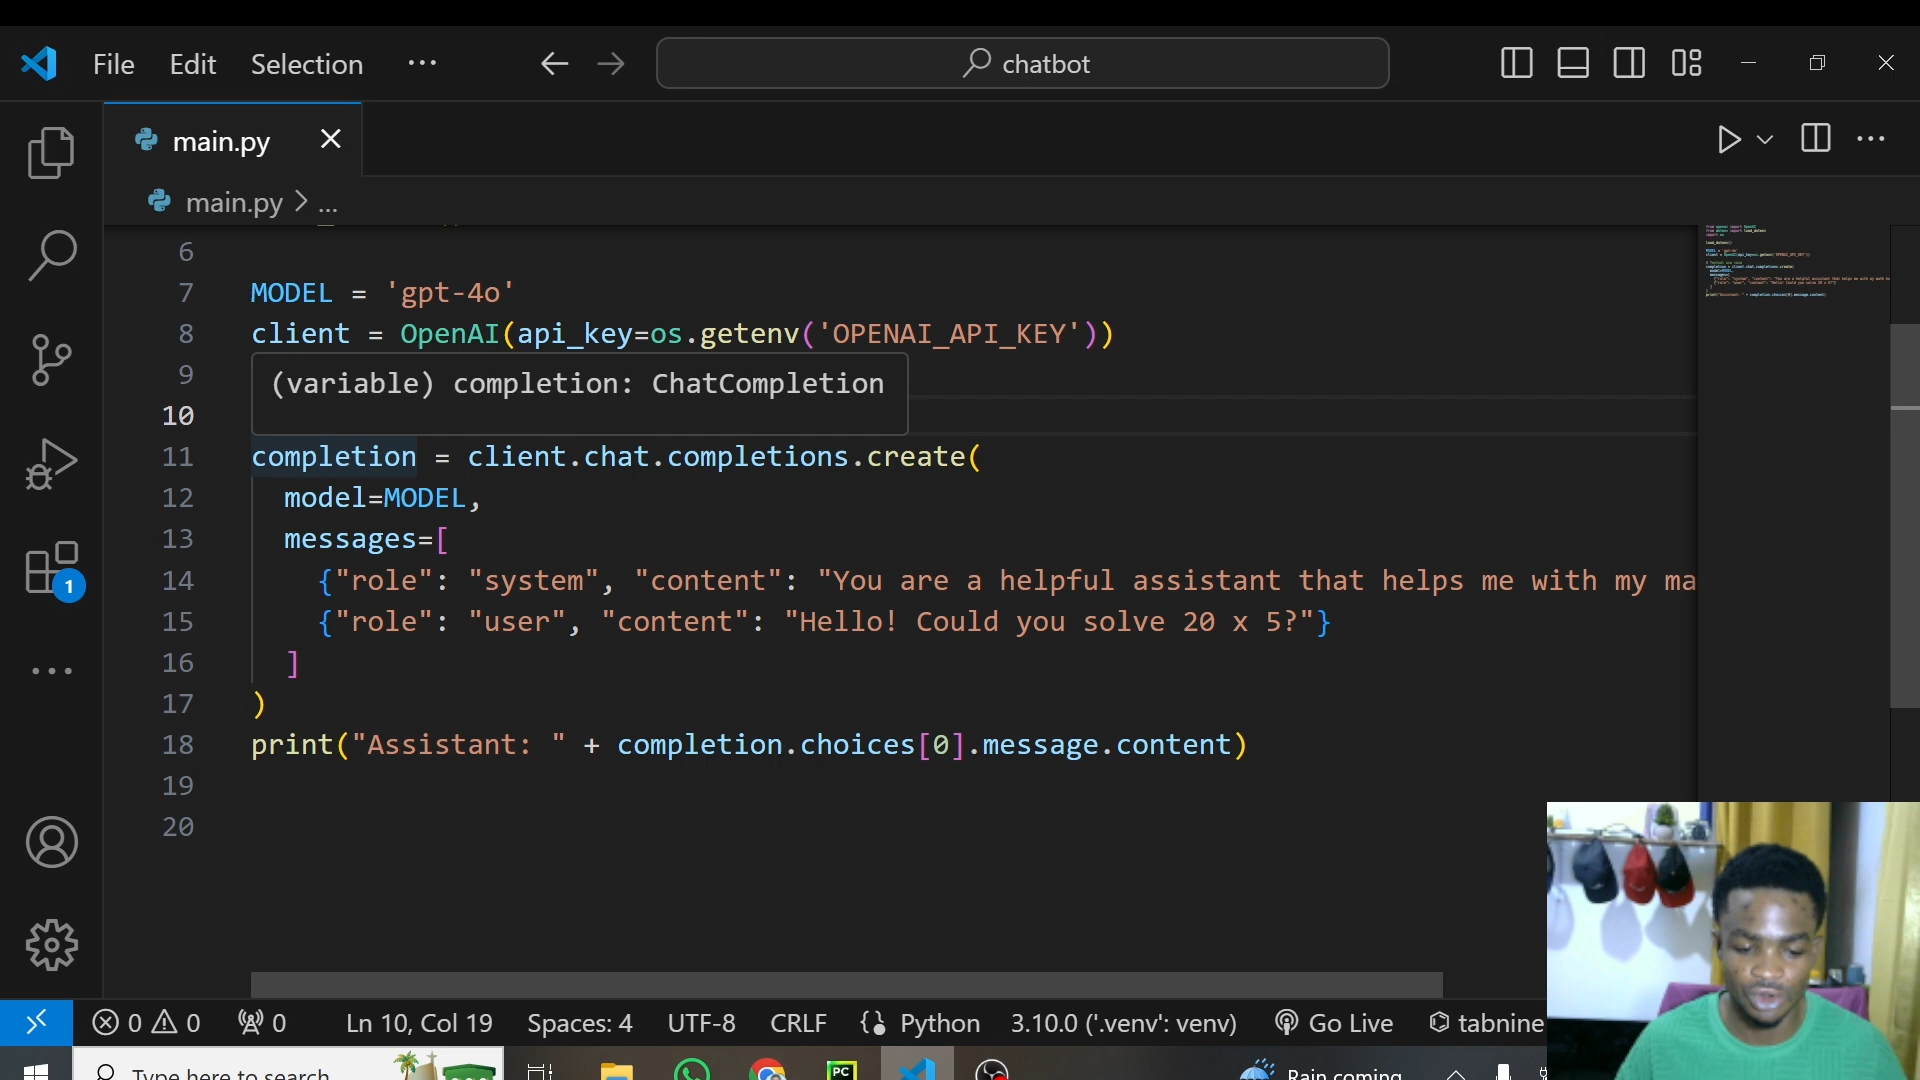 File Edit Selection ... chatbot
main.py
main.py > ...
6
7 MODEL = 'gpt-4o'
8 client = OpenAI(api_key=os.getenv('OPENAI_API_KEY'))
9
(variable) completion: ChatCompletion
10
11 completion = client.chat.completions.create(
12 model=MODEL,
13 messages=[
14 {"role": "system", "content": "You are a helpful assistant that helps me with my ma
15 {"role": "user", "content": "Hello! Could you solve 20 x 5?"}
16 ]
17 )
18 print("Assistant: " + completion.choices[0].message.content)
19
20
1
0 0 0 Ln 10, Col 19 Spaces: 4 UTF-8 CRLF {} Python 3.10.0 ('.venv': venv) Go Live tabnine
Type here to search PC Rain coming